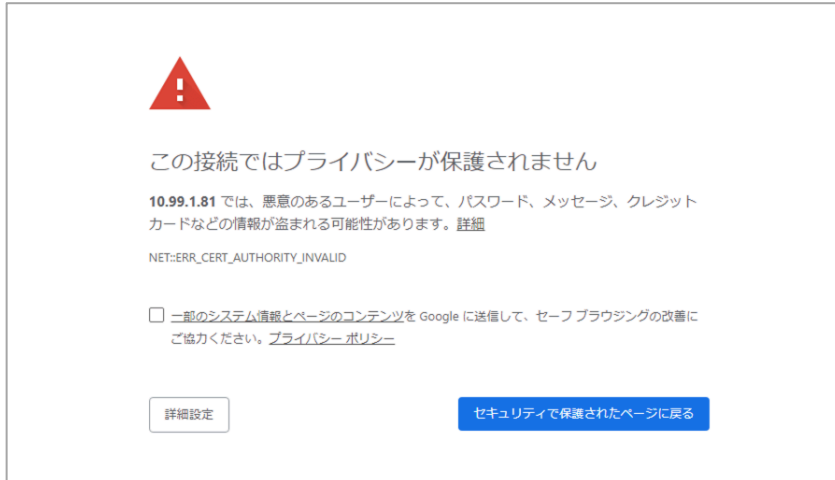 この接続ではプライバシーが保護されません
10.99.1.81 では、悪意のあるユーザーによって、パスワード、メッセージ、クレジット
カードなどの情報が盗まれる可能性があります。詳細
NET::ERR_CERT_AUTHORITY_INVALID
一部のシステム情報とページのコンテンツを Google に送信して、セーフ ブラウジングの改善に
ご協力ください。プライバシー ポリシー
詳細設定
セキュリティで保護されたページに戻る